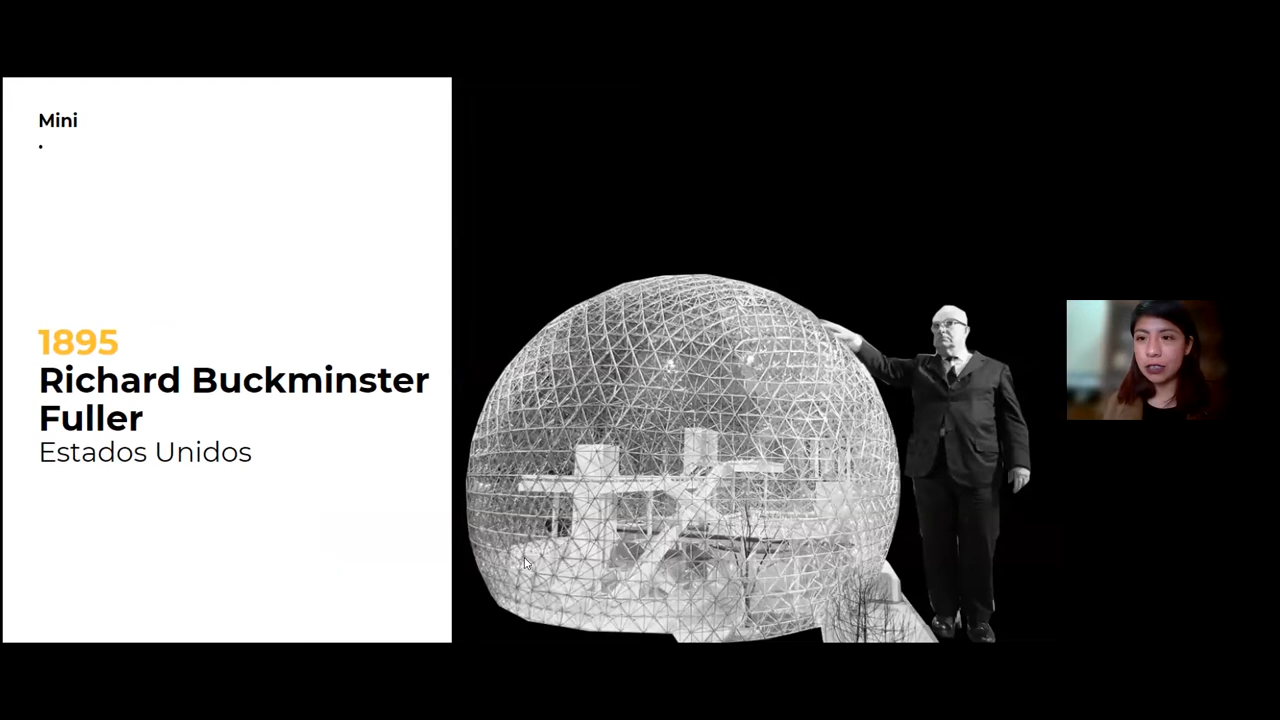 Mini
.
1895
Richard Buckminster
Fuller
Estados Unidos